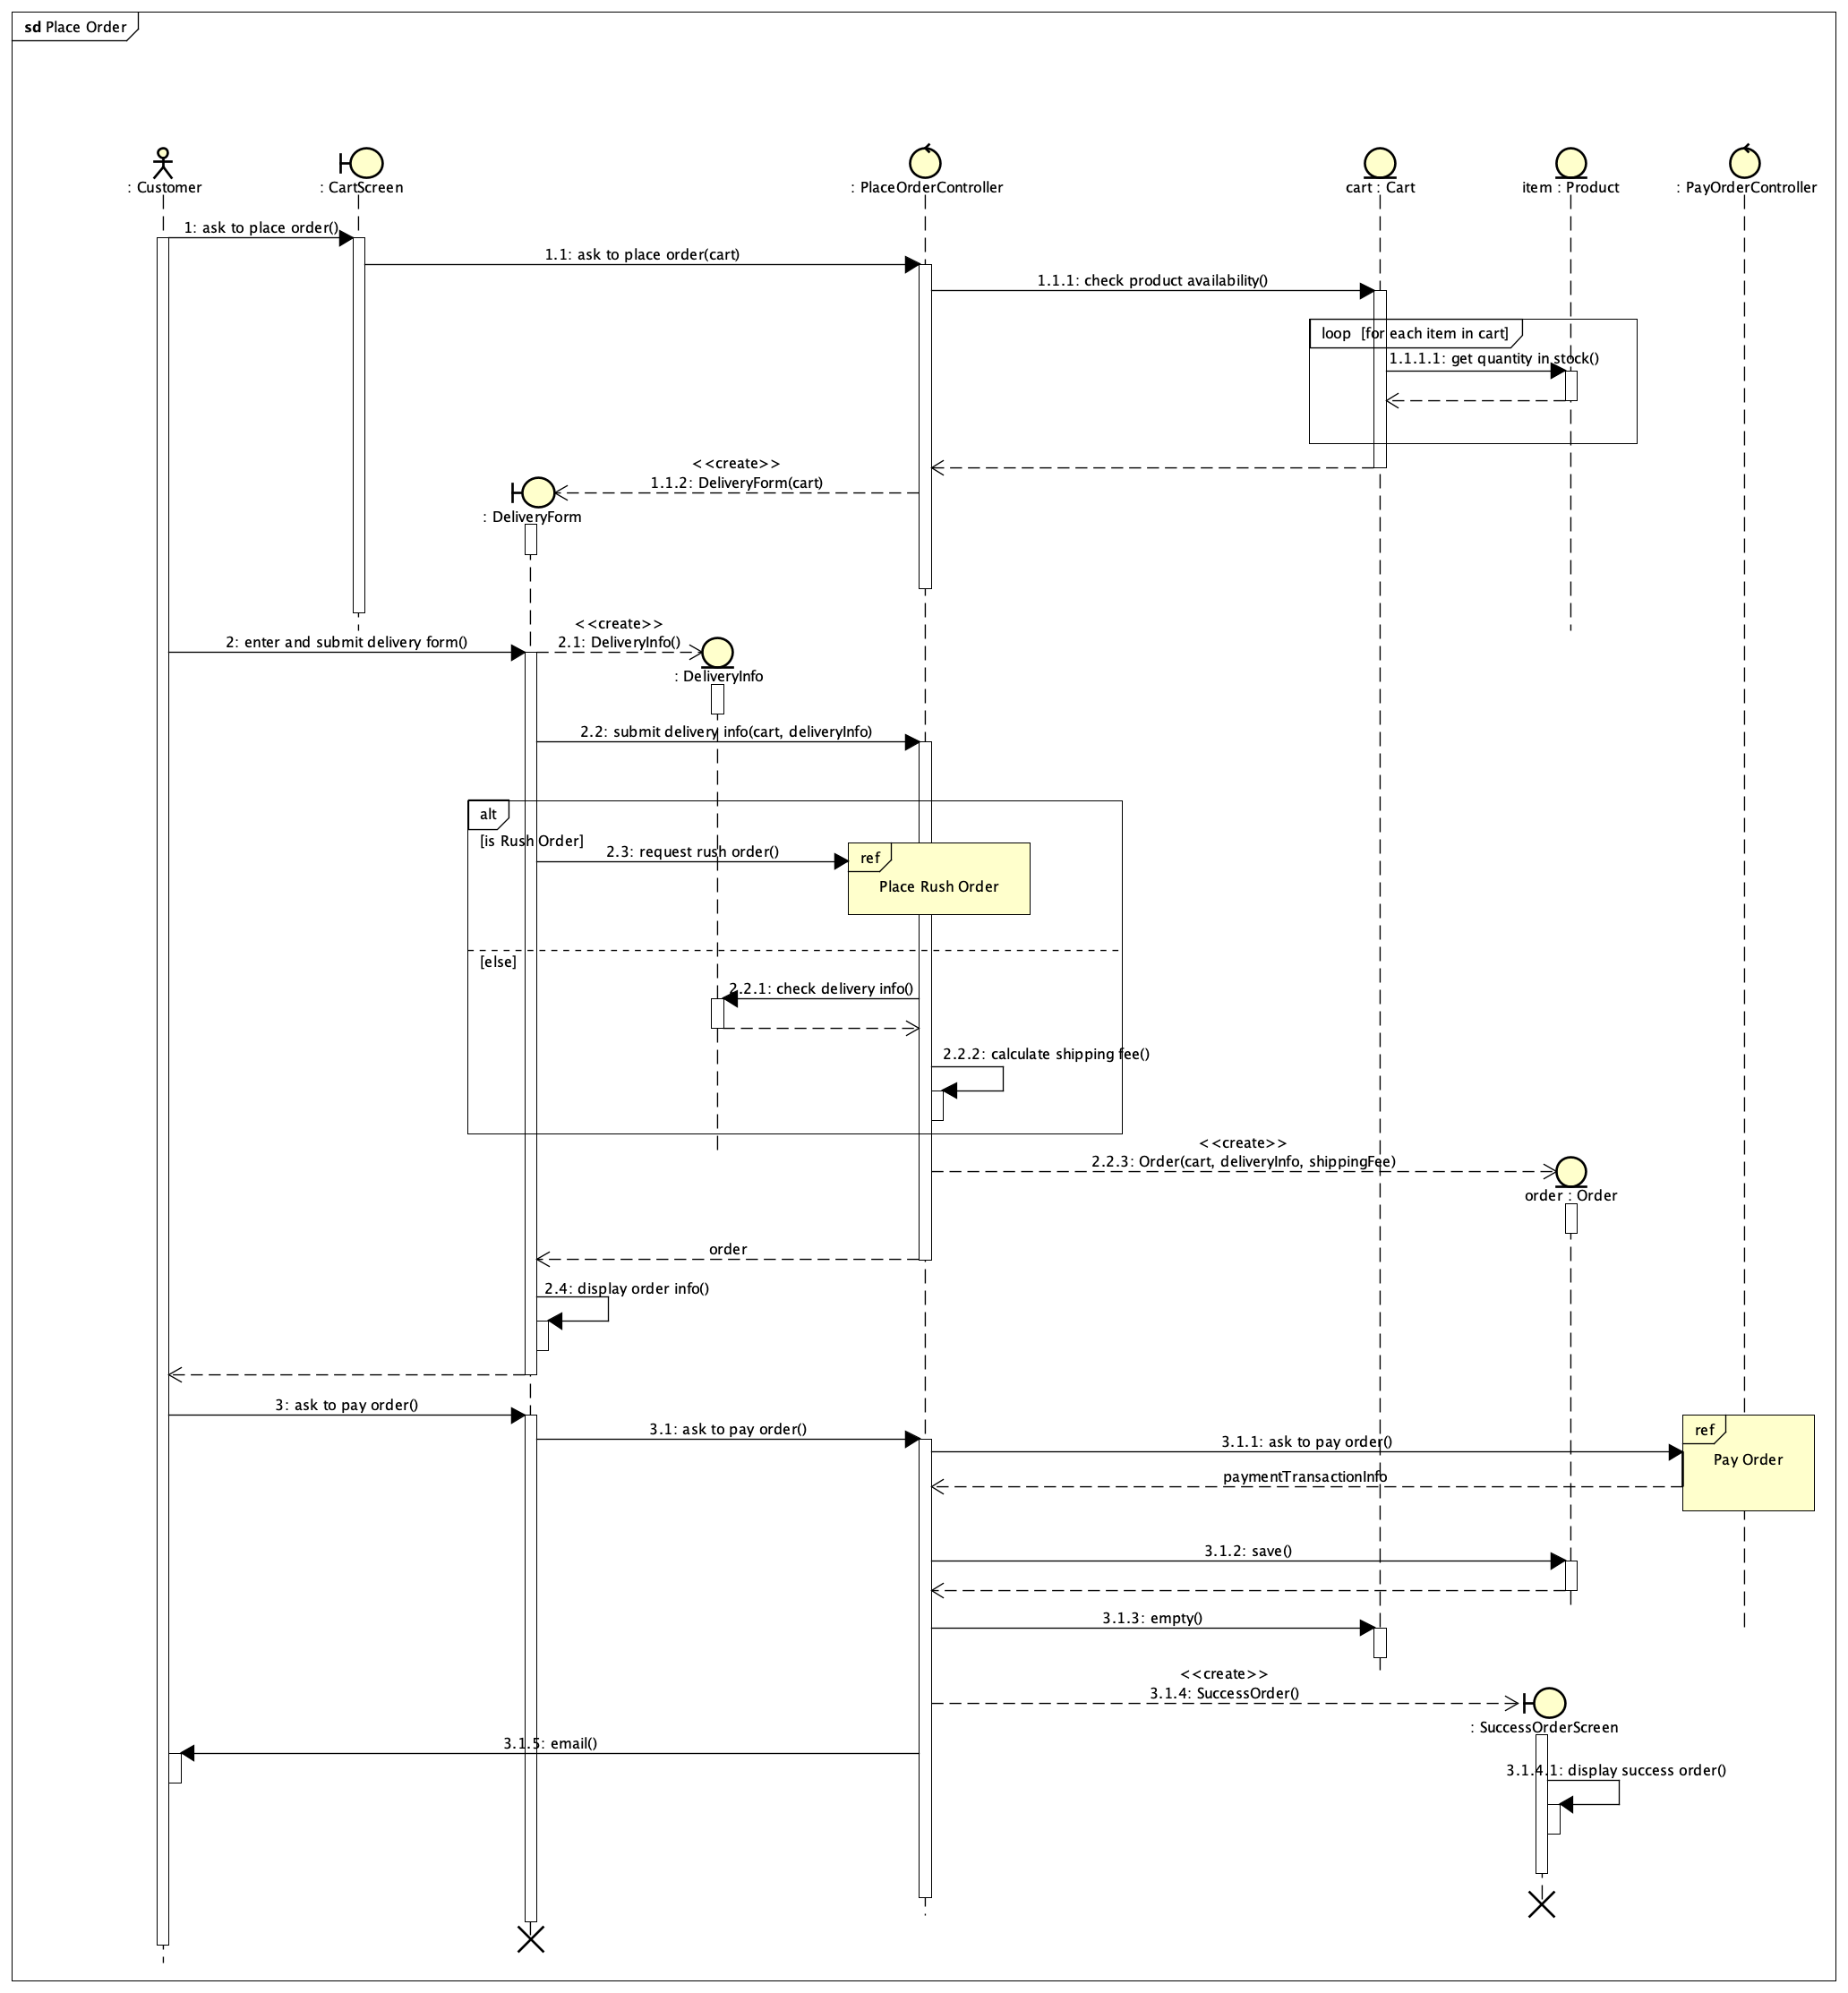 sd Place Order
: Customer
: CartScreen
: PlaceOrderController
cart : Cart
item : Product
: PayOrderController
1: ask to place order()
1.1: ask to place order(cart)
1.1.1: check product availability()
loop [for each item in cart]
1.1.1.1: get quantity in stock()
<<create>>
1.1.2: DeliveryForm(cart)
: DeliveryForm
<<create>>
2: enter and submit delivery form()
2.1: DeliveryInfo()
: DeliveryInfo
2.2: submit delivery info(cart, deliveryInfo)
alt
[is Rush Order]
2.3: request rush order()
ref
Place Rush Order
[else]
2.2.1: check delivery info()
2.2.2: calculate shipping fee()
<<create>>
2.2.3: Order(cart, deliveryInfo, shippingFee)
order : Order
order
2.4: display order info()
3: ask to pay order()
3.1: ask to pay order()
ref
3.1.1: ask to pay order()
Pay Order
paymentTransactionInfo
3.1.2: save()
3.1.3: empty()
<<create>>
3.1.4: SuccessOrder()
: SuccessOrderScreen
3.1.5: email()
3.1.4.1: display success order()